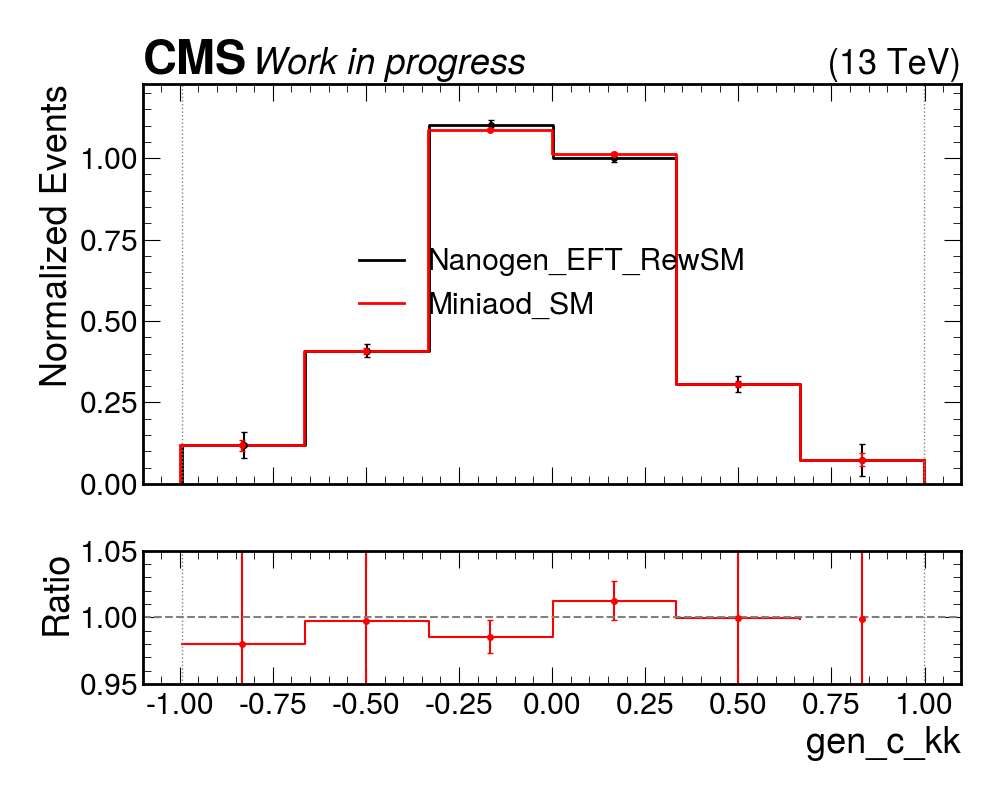 CMS Work in progress (13 TeV)
Normalized Events
1.00
0.75
0.50
0.25
0.00
Nanogen_EFT_RewSM
Miniaod_SM
Ratio
1.05
1.00
0.95
-1.00 -0.75 -0.50 -0.25 0.00 0.25 0.50 0.75 1.00
gen_c_kk